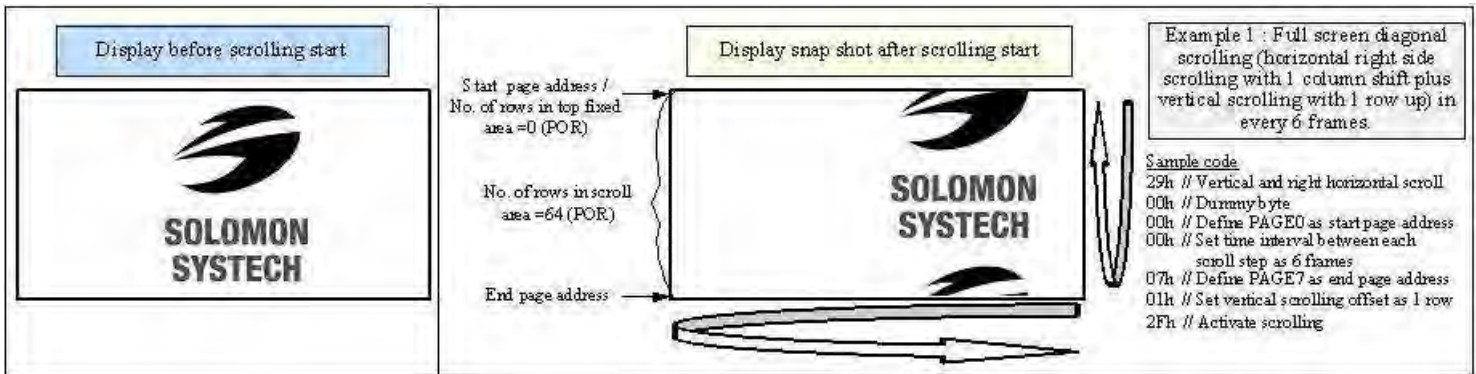 Display before scrolling start
SOLOMON
SYSTECH
Display snap shot after scrolling start
Start page address /
No. of rows in top fixed
area =0 (POR)
No. of rows in scroll
area =64 (POR)
End page address
SOLOMON
SYSTECH
Example 1 : Full screen diagonal
scrolling (horizontal right side
scrolling with 1 column shift plus
vertical scrolling with 1 row up) in
every 6 frames.
Sample code
29h // Vertical and right horizontal scroll
00h // Dummy byte
00h // Define PAGE0 as start page address
00h // Set time interval between each
scroll step as 6 frames
07h // Define PAGE7 as end page address
01h // Set vertical scrolling offset as 1 row
2Fh // Activate scrolling